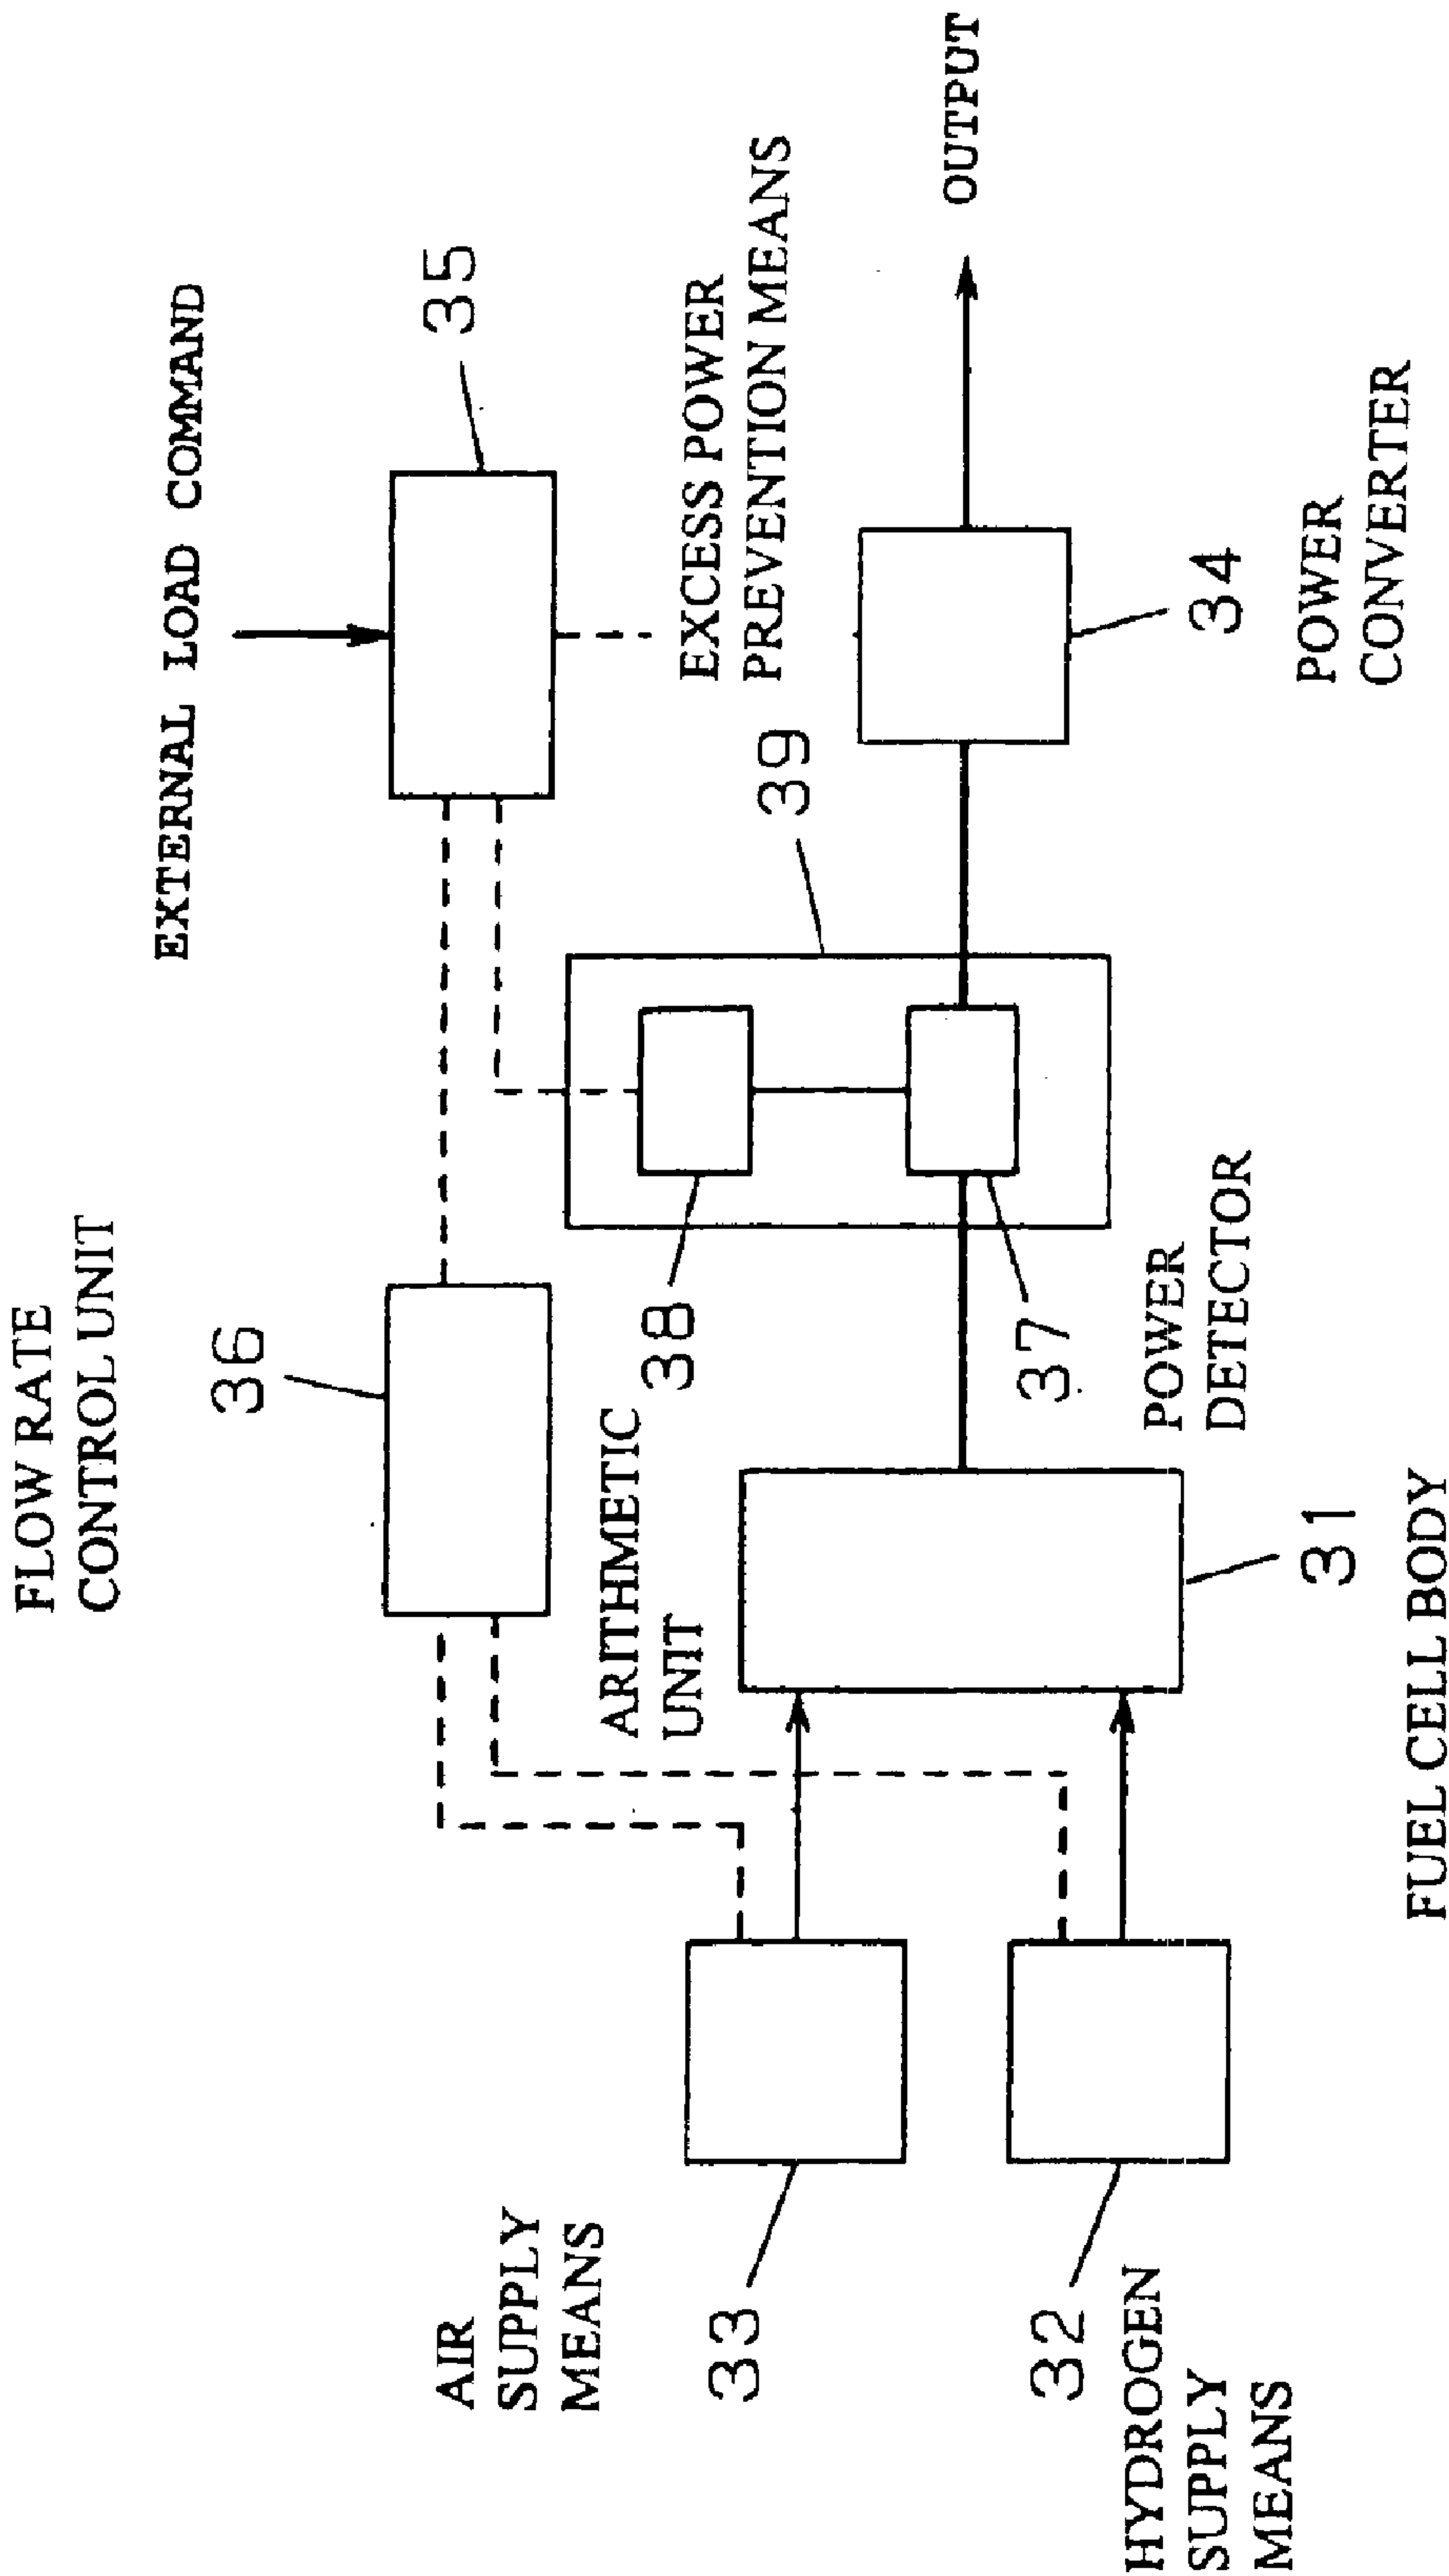 FLOW RATE
CONTROL UNIT
36
EXTERNAL LOAD COMMAND
35
AIR
SUPPLY
MEANS
33
ARITHMETIC
UNIT
38
39
EXCESS POWER
PREVENTION MEANS
OUTPUT
32
HYDROGEN
SUPPLY
MEANS
31
FUEL CELL BODY
37
POWER
DETECTOR
34
POWER
CONVERTER